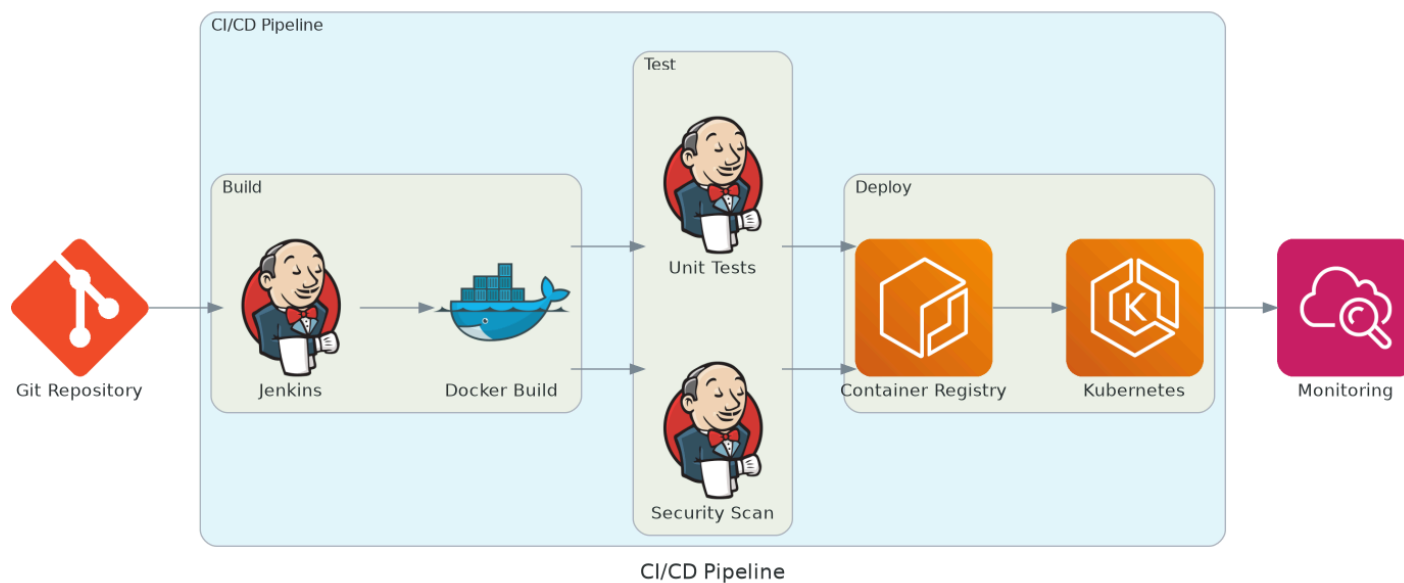 CI/CD Pipeline
Test
Build
Deploy
Unit Tests
Git Repository
Jenkins
Docker Build
Container Registry
K
Kubernetes
Monitoring
Security Scan
CI/CD Pipeline